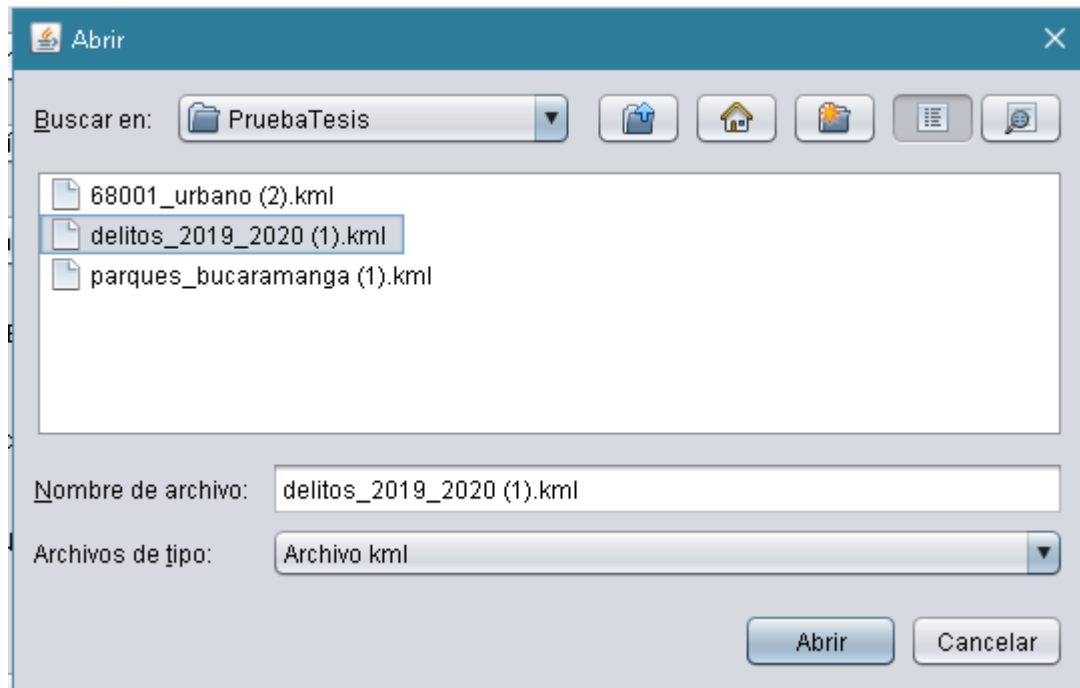 Abrir
Buscar en: PruebaTesis
68001_urbano (2).kml
delitos_2019_2020 (1).kml
parques_bucaramanga (1).kml
Nombre de archivo: delitos_2019_2020 (1).kml
Archivos de tipo: Archivo kml
Abrir Cancelar